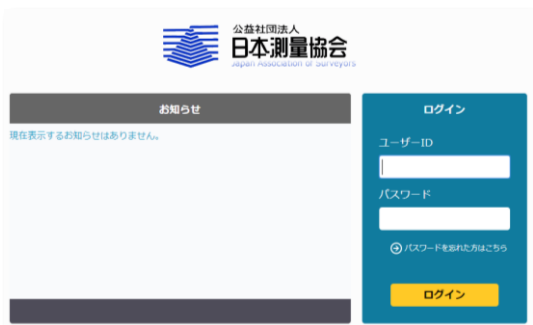 公益社団法人
日本測量協会
Japan Association of Surveyors
お知らせ
現在表示するお知らせはありません。
ログイン
ユーザーID
パスワード
パスワードを忘れた方はこちら
ログイン